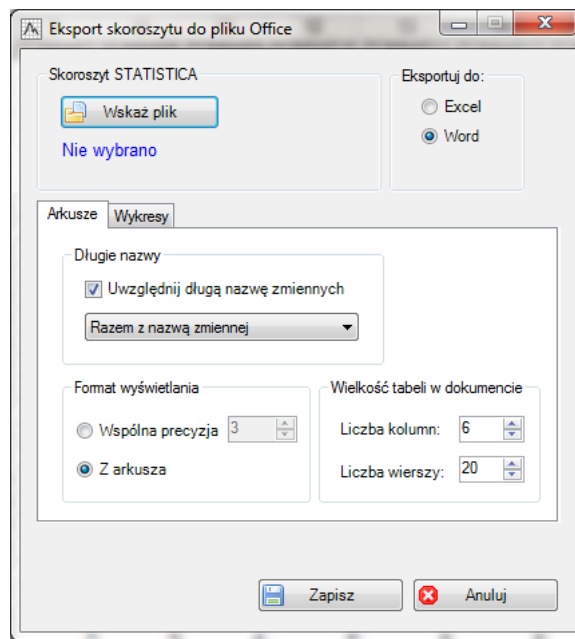 Eksport skoroszytu do pliku Office
Skoroszyt STATISTICA
Wskaż plik
Nie wybrano
Eksportuj do:
Excel
Word
Arkusze
Wykresy
Długie nazwy
Uwzględnij długą nazwę zmiennych
Razem z nazwą zmiennej
Format wyświetlania
Wspólna precyzja 3
Z arkusza
Wielkość tabeli w dokumencie
Liczba kolumn: 6
Liczba wierszy: 20
Zapisz
Anuluj